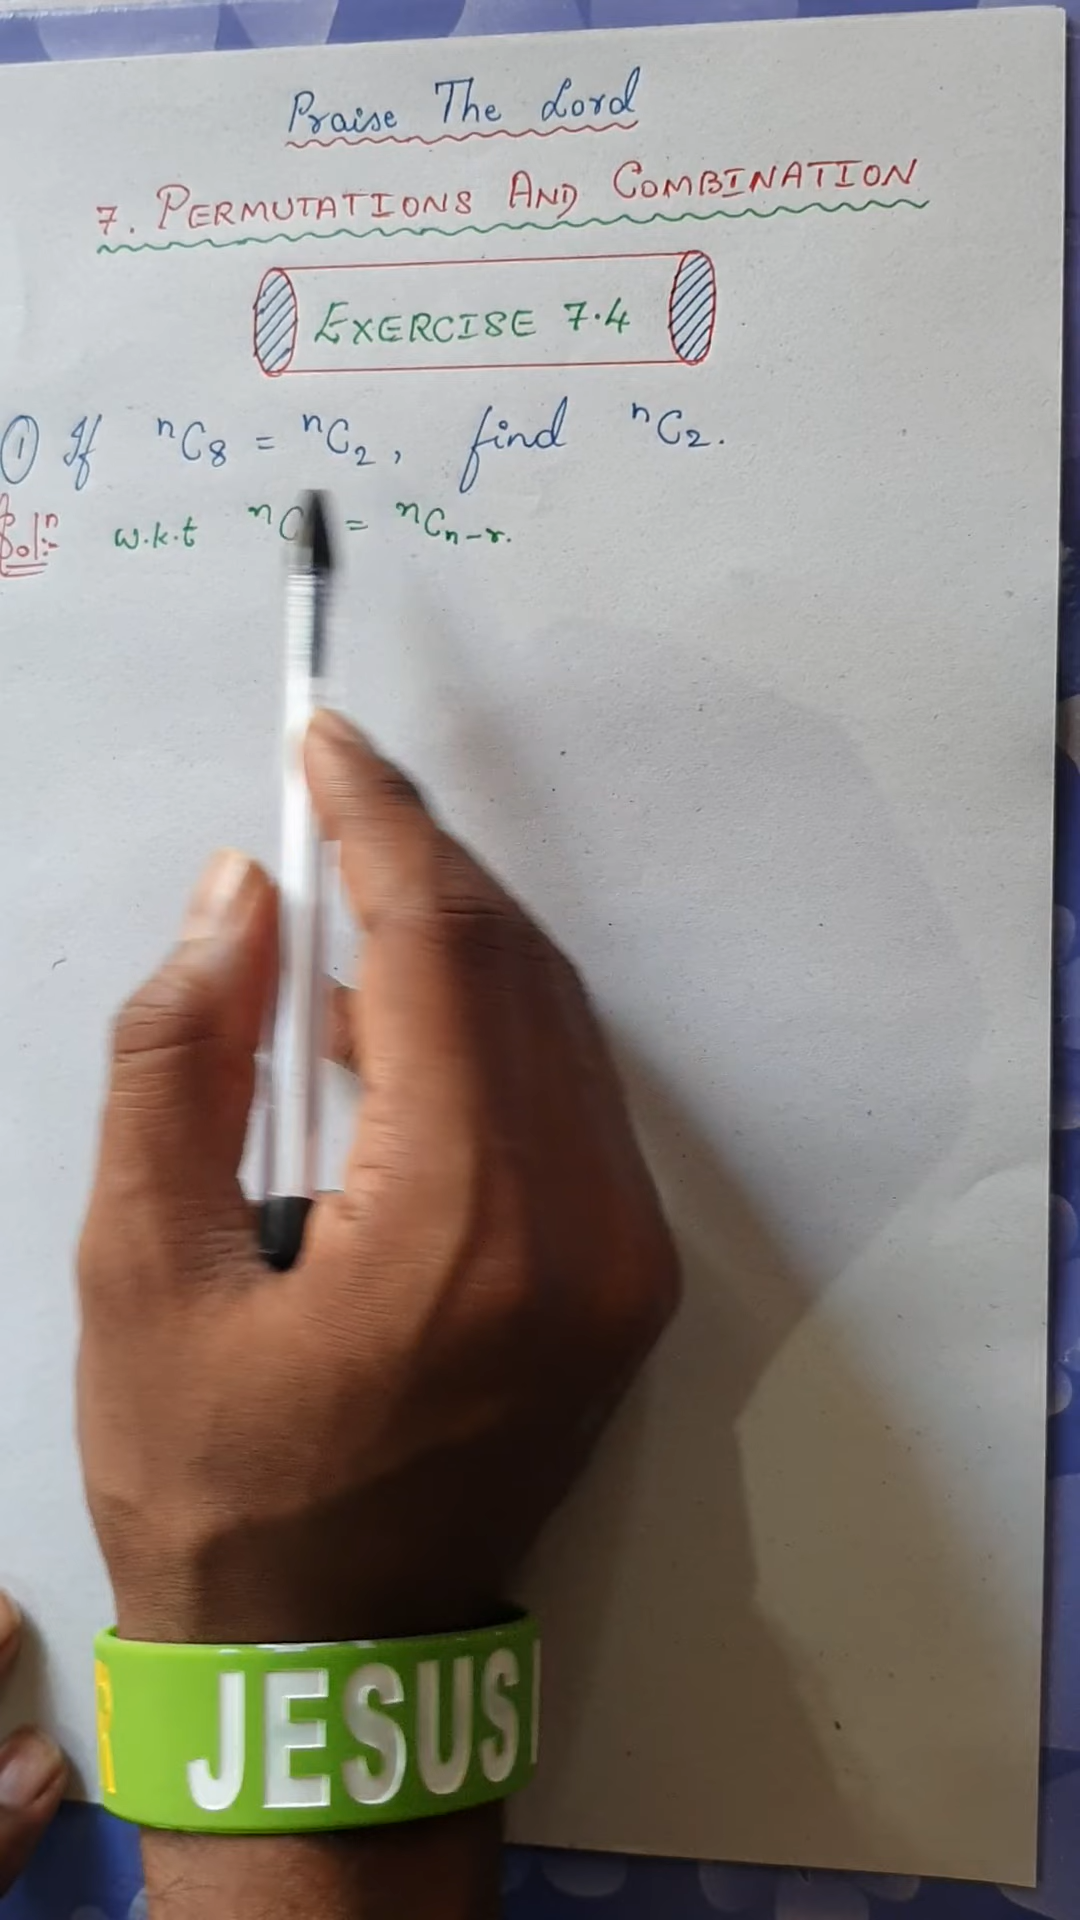 Praise The Lord
7. PERMUTATIONS AND COMBINATION
EXERCISE 7.4
① If ⁿC₈ = ⁿC₂, find ⁿC₂.
Solⁿ:- w.k.t ⁿC = ⁿCₙ₋ᵣ.
JESUS